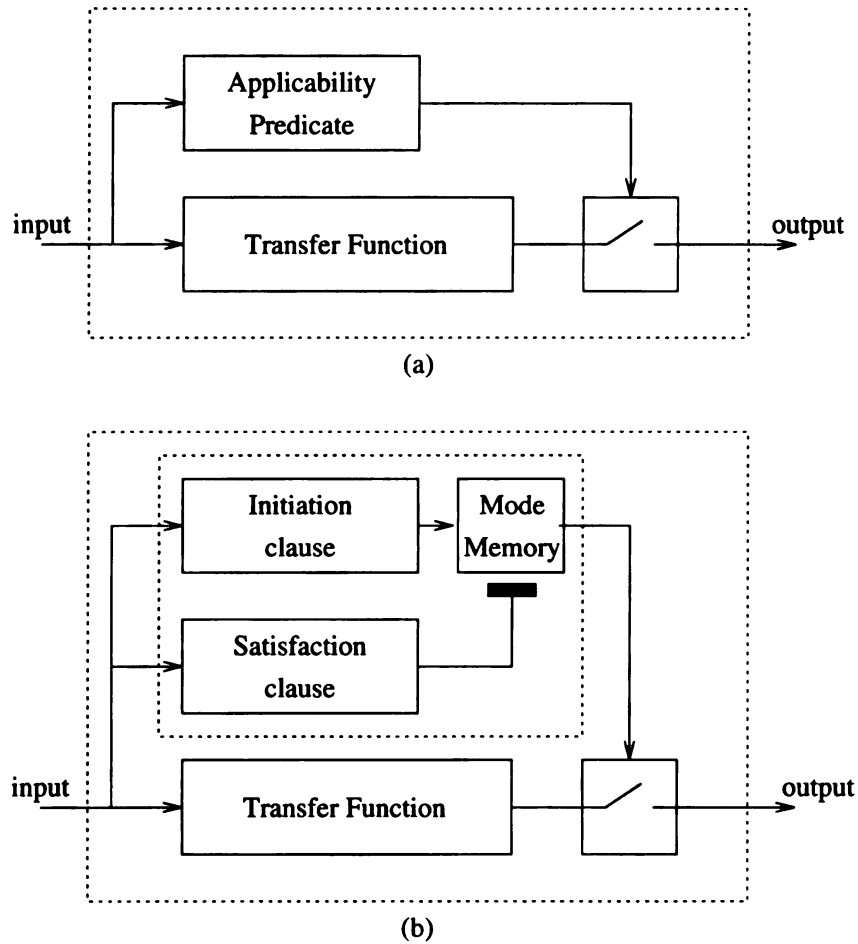 Applicability
Predicate
input
Transfer Function
output
(a)
Initiation
clause
Mode
Memory
Satisfaction
clause
input
Transfer Function
output
(b)